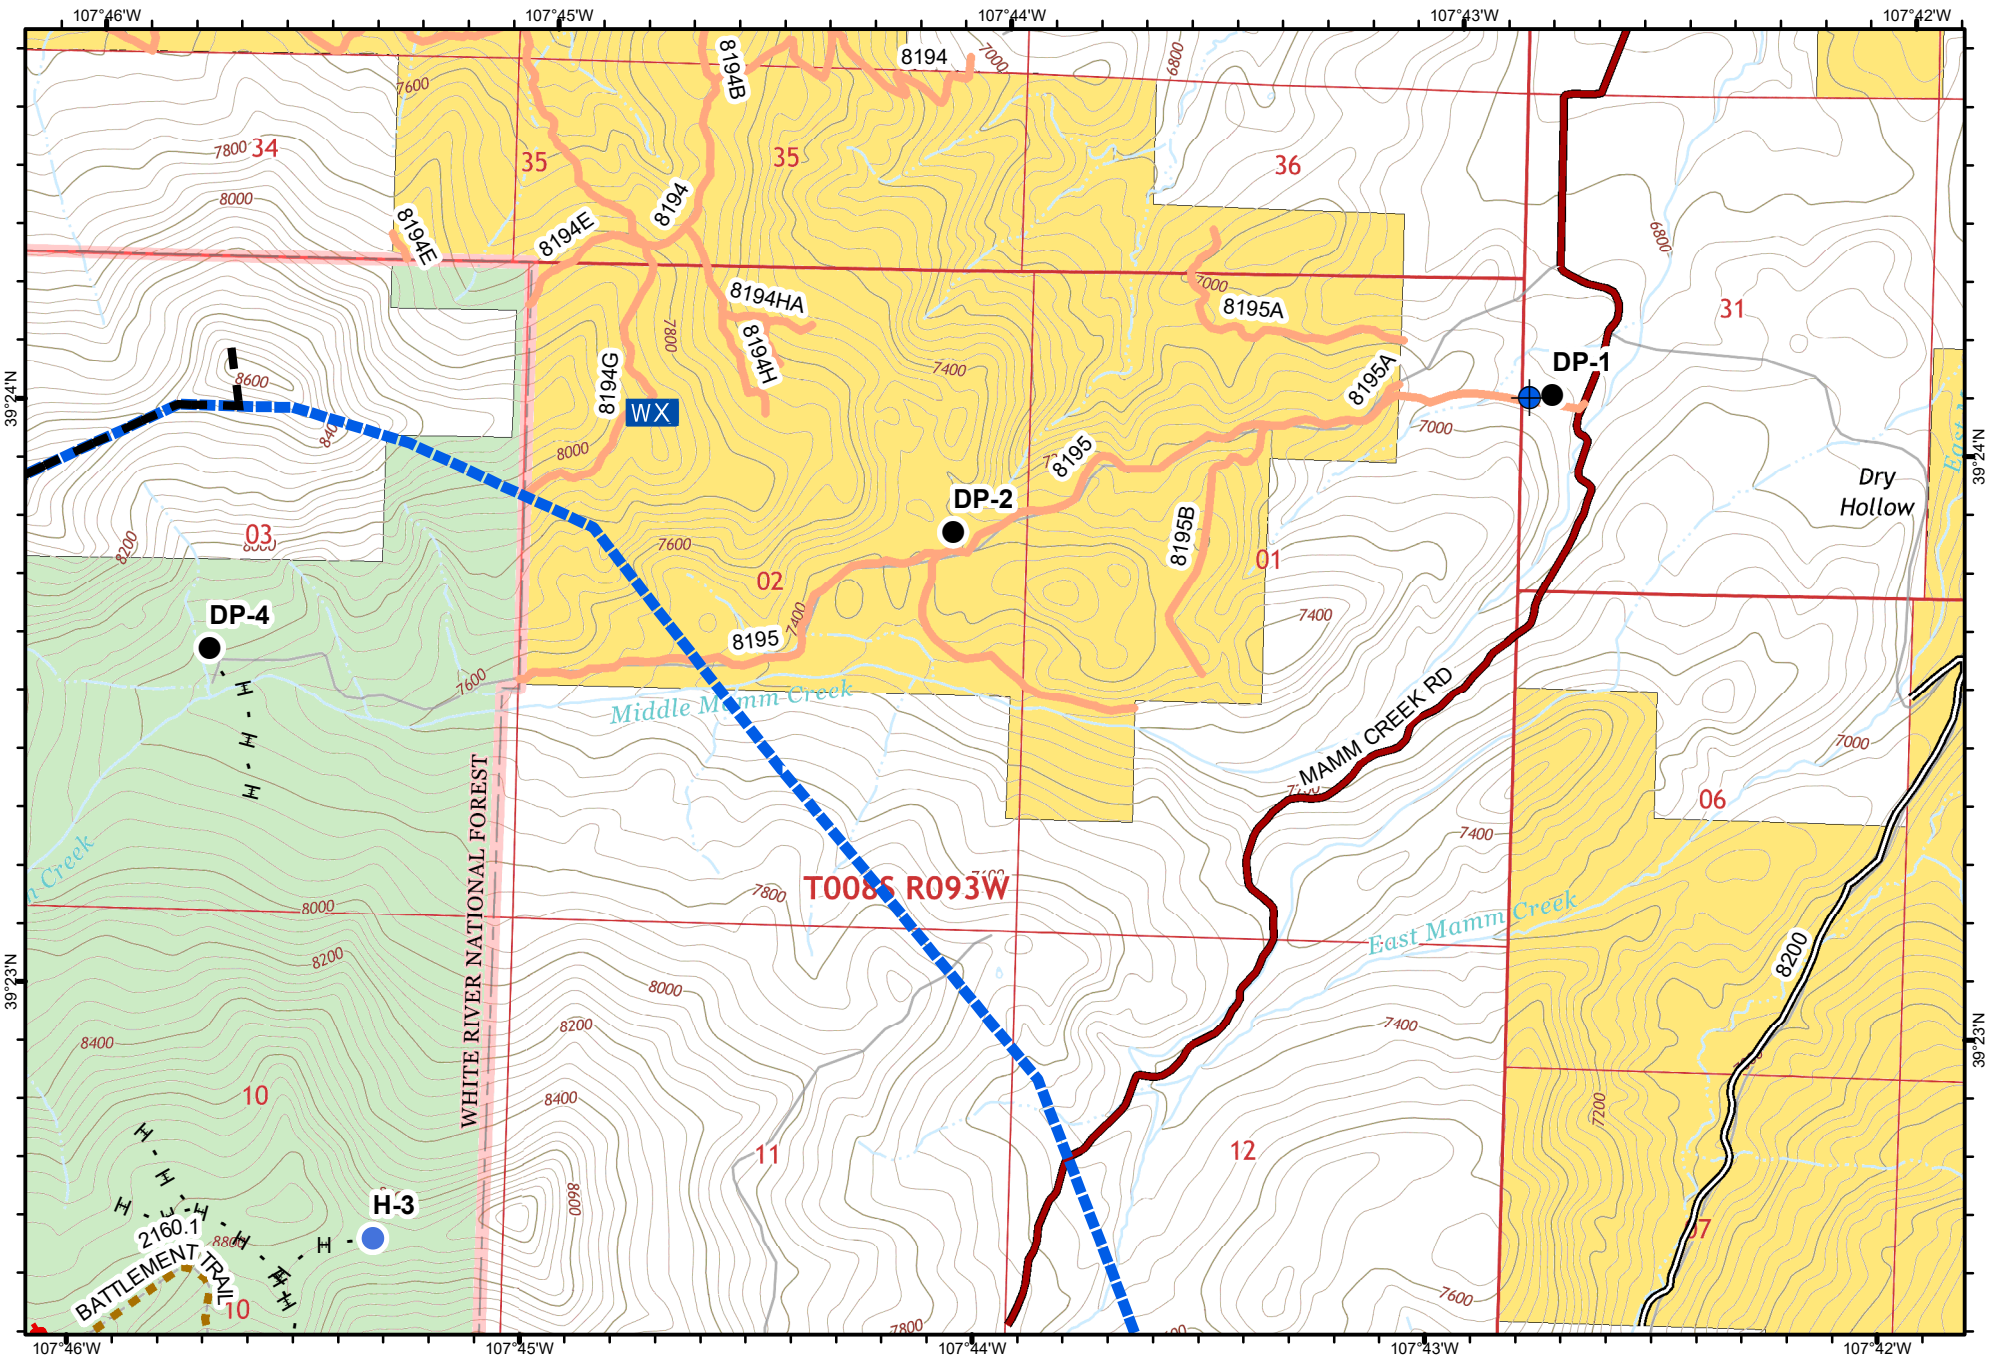 107°46'W
107°45'W
107°44'W
107°43'W
107°42'W
8194B
8194
7000
6800
7600
7800
34
35
35
36
8000
8194E
8194E
8194
6800
8194HA
7000
8195A
31
7800
8194H
DP-1
8600
8194G
7400
8195A
39°24'N
WX
7000
39°24'N
8000
8195
Dry
Hollow
DP-2
8200
03
8000
7600
8195B
01
02
DP-4
7400
7400
8195
7600
MAMM CREEK RD
Middle Mamm Creek
7000
06
7400
WHITE RIVER NATIONAL FOREST
7800
T008S R093W
8000
East Mamm Creek
8200
8200
39°23'N
8000
8200
7400
39°23'N
8400
10
8400
7200
11
12
8600
H-3
2160.1
8800
BATTLEMENT TRAIL
07
10
7600
7800
107°46'W
107°45'W
107°44'W
107°43'W
107°42'W